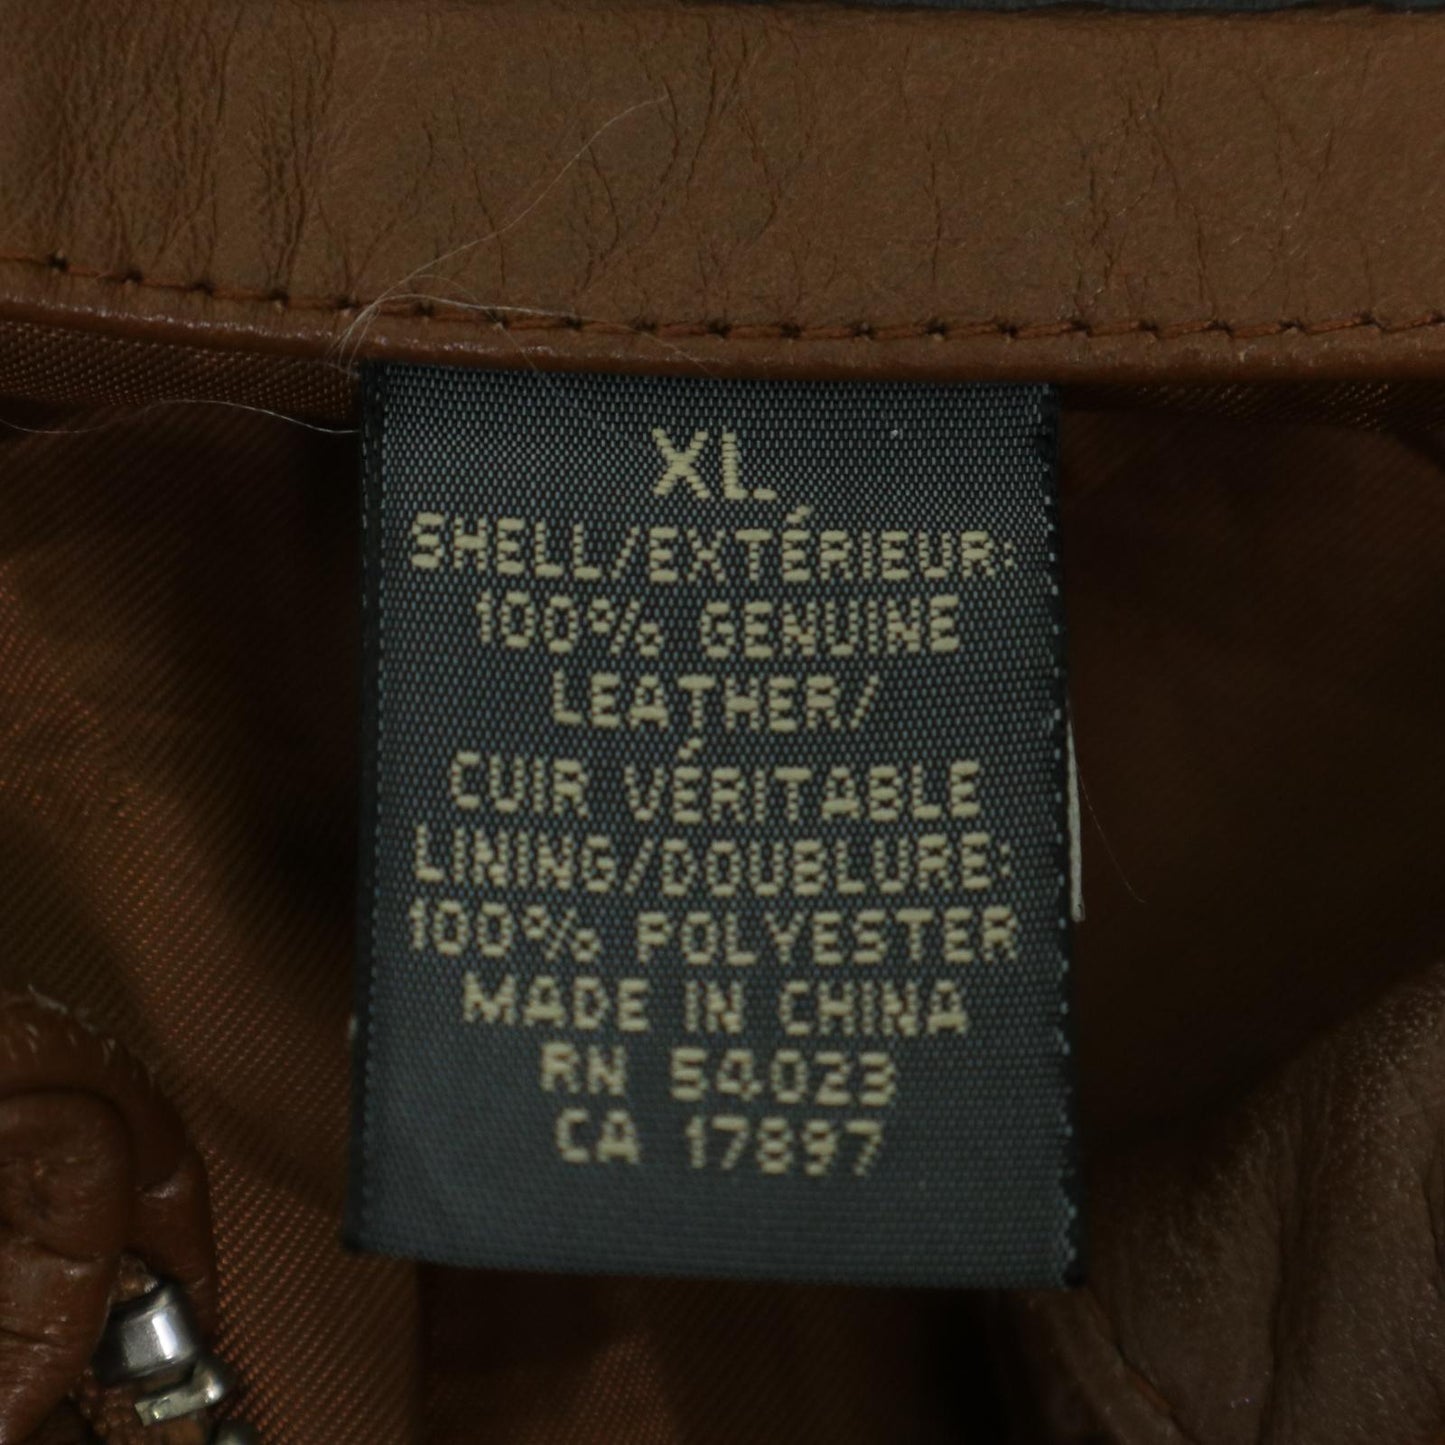 XL
SHELL/EXTÉRIEUR:
100% GENUINE
LEATHER/
CUIR VÉRITABLE
LINING/DOUBLURE:
100% POLYESTER
MADE IN CHINA
RN 54023
CA 17897